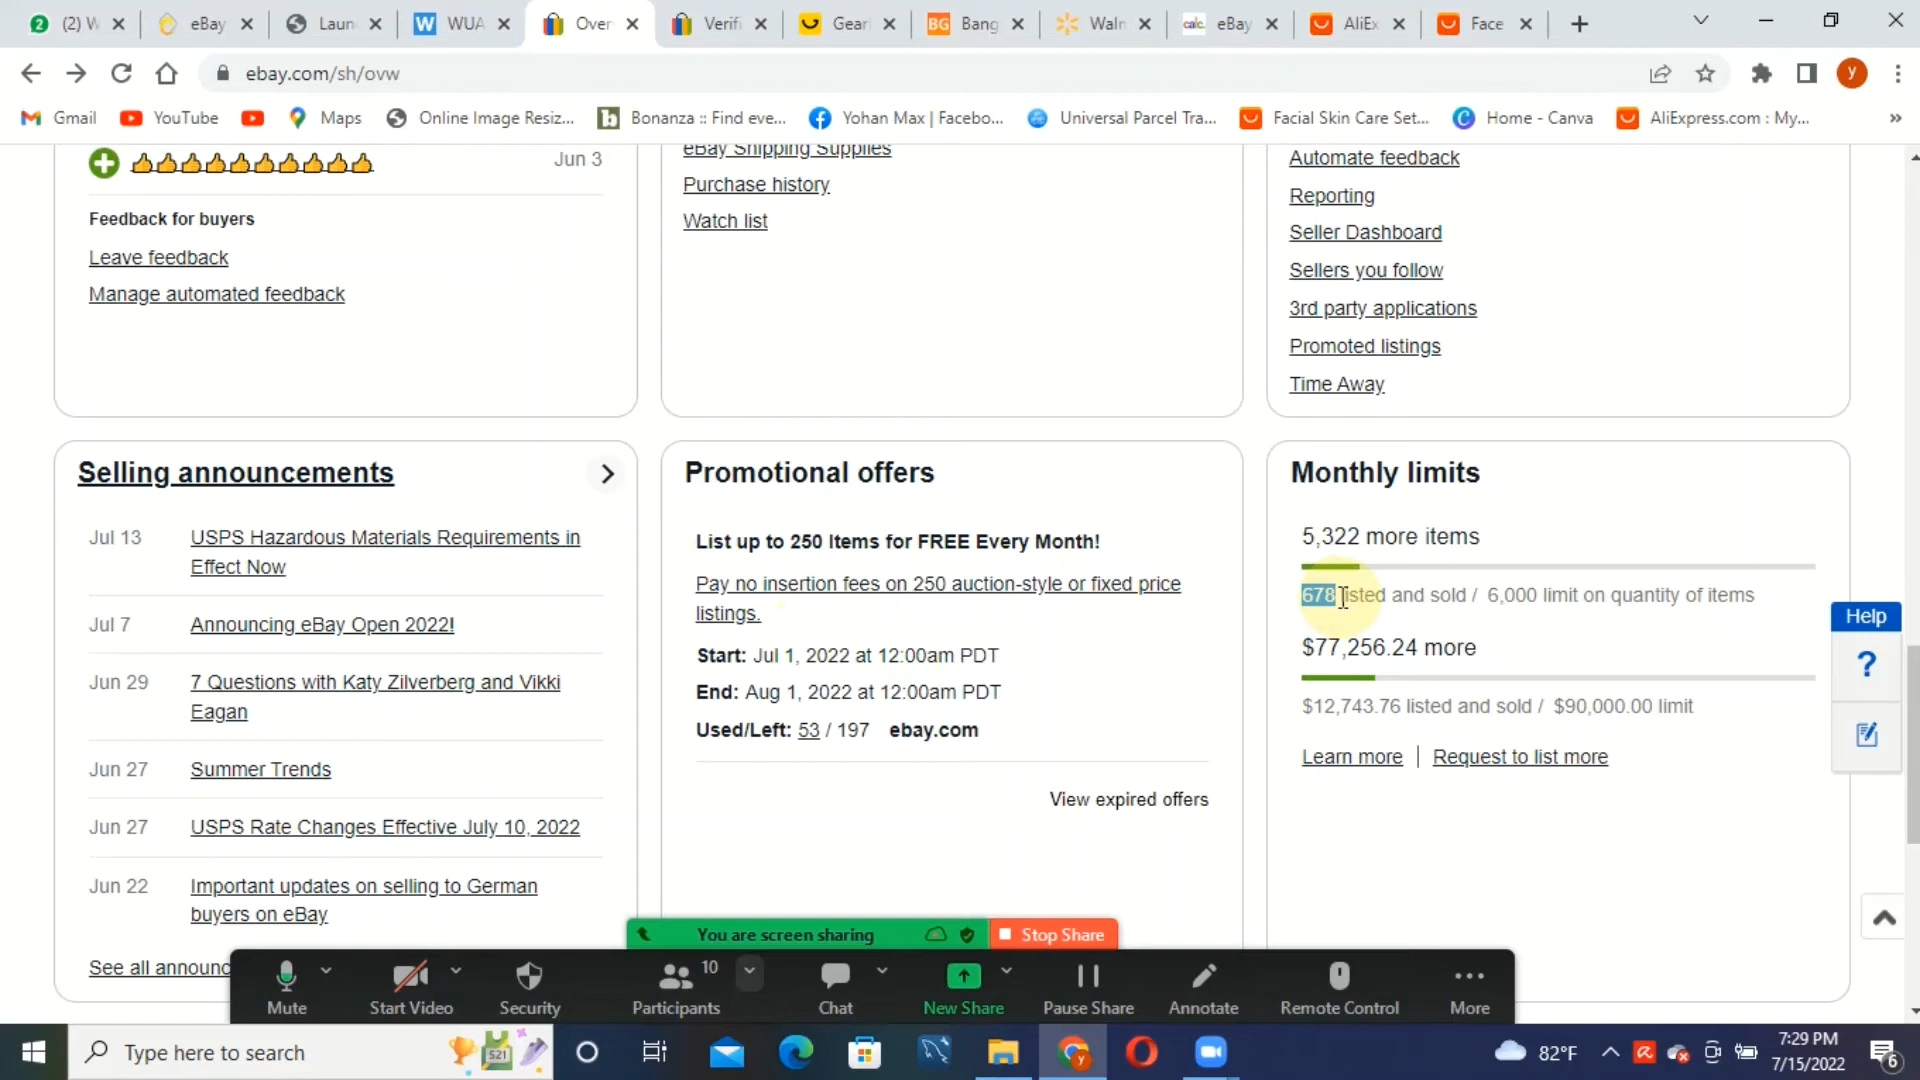 (2) W
eBay
Laun
WUA
Over
Verifi
Gear
BG Bang
Waln
calc. eBay
AliEx
Face
ebay.com/sh/ovw
y
Gmail
YouTube
Maps
Online Image Resiz...
Bonanza :: Find eve...
Yohan Max | Facebo...
Universal Parcel Tra...
Facial Skin Care Set...
Home - Canva
AliExpress.com : My...
Jun 3
Feedback for buyers
Leave feedback
Manage automated feedback
eBay Shipping Supplies
Purchase history
Watch list
Automate feedback
Reporting
Seller Dashboard
Sellers you follow
3rd party applications
Promoted listings
Time Away
Selling announcements
Jul 13 USPS Hazardous Materials Requirements in
Effect Now
Jul 7 Announcing eBay Open 2022!
Jun 29 7 Questions with Katy Zilverberg and Vikki
Eagan
Jun 27 Summer Trends
Jun 27 USPS Rate Changes Effective July 10, 2022
Jun 22 Important updates on selling to German
buyers on eBay
See all announc
Promotional offers
List up to 250 Items for FREE Every Month!
Pay no insertion fees on 250 auction-style or fixed price
listings.
Start: Jul 1, 2022 at 12:00am PDT
End: Aug 1, 2022 at 12:00am PDT
Used/Left: 53 / 197 ebay.com
View expired offers
Monthly limits
5,322 more items
678 listed and sold / 6,000 limit on quantity of items
$77,256.24 more
$12,743.76 listed and sold / $90,000.00 limit
Learn more | Request to list more
Help
?
You are screen sharing
Stop Share
Mute
Start Video
Security
Participants 10
Chat
New Share
Pause Share
Annotate
Remote Control
More
Type here to search
521
82°F
7:29 PM
7/15/2022
6